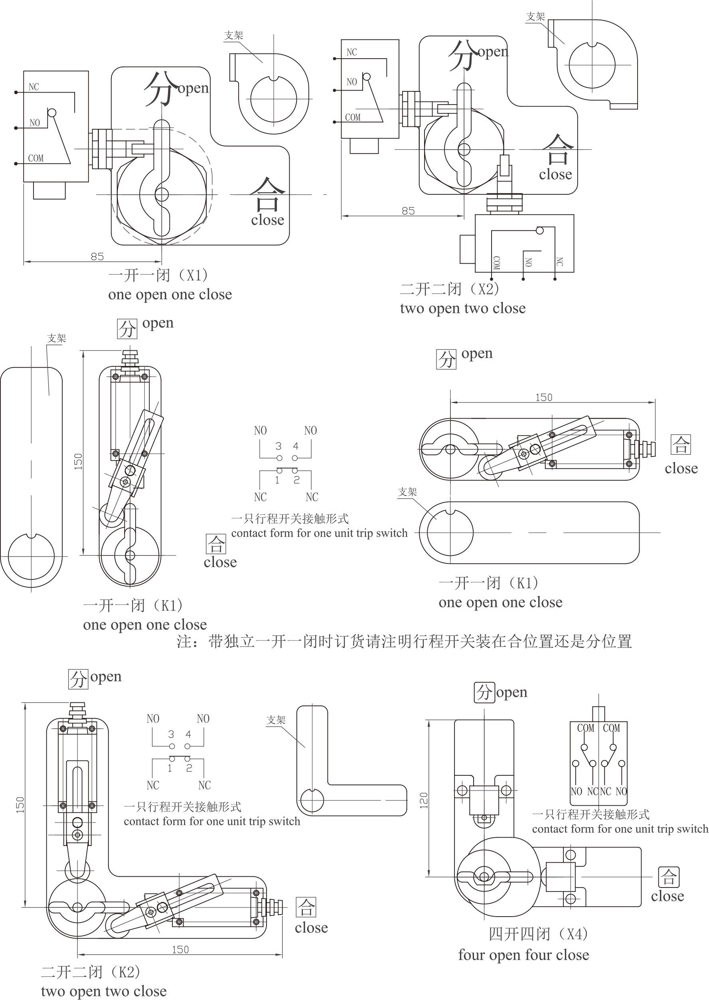 支架
NC
NO
COM
分open
合
close
85
一开一闭（X1)
one open one close
支架
NC
NO
COM
分open
合
close
85
COM
NO
NC
二开二闭（X2)
two open two close
分 open
支架
150
合
close
一开一闭（K1)
one open one close
NO NO
3 4
1 2
NC NC
一只行程开关接触形式
contact form for one unit trip switch
分 open
150
合
close
支架
一开一闭（K1)
one open one close
注：带独立一开一闭时订货请注明行程开关装在合位置还是分位置
分open
150
NO NO
3 4
1 2
NC NC
一只行程开关接触形式
contact form for one unit trip switch
支架
合
close
150
二开二闭（K2)
two open two close
分open
120
COM COM
NO NC NC NO
一只行程开关接触形式
contact form for one unit trip switch
合
close
四开四闭（X4)
four open four close